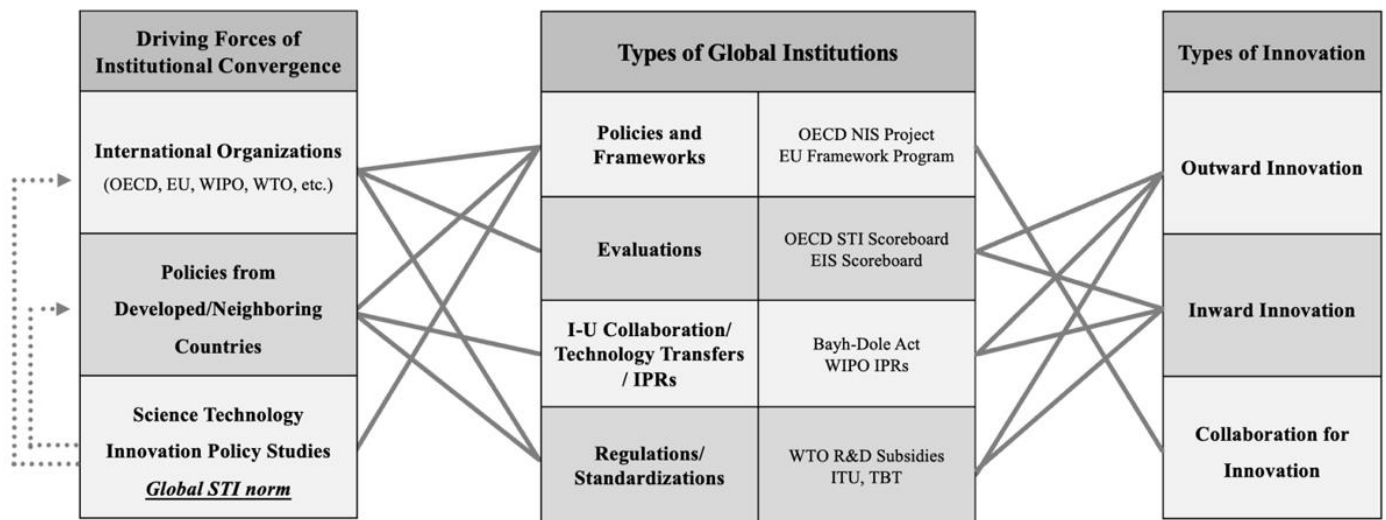 Driving Forces of
Institutional Convergence
International Organizations
(OECD, EU, WIPO, WTO, etc.)
Policies from
Developed/Neighboring
Countries
Science Technology
Innovation Policy Studies
Global STI norm
Types of Global Institutions
Policies and
Frameworks
OECD NIS Project
EU Framework Program
Evaluations
OECD STI Scoreboard
EIS Scoreboard
I-U Collaboration/
Technology Transfers
/ IPRs
Bayh-Dole Act
WIPO IPRs
Regulations/
Standardizations
WTO R&D Subsidies
ITU, TBT
Types of Innovation
Outward Innovation
Inward Innovation
Collaboration for
Innovation